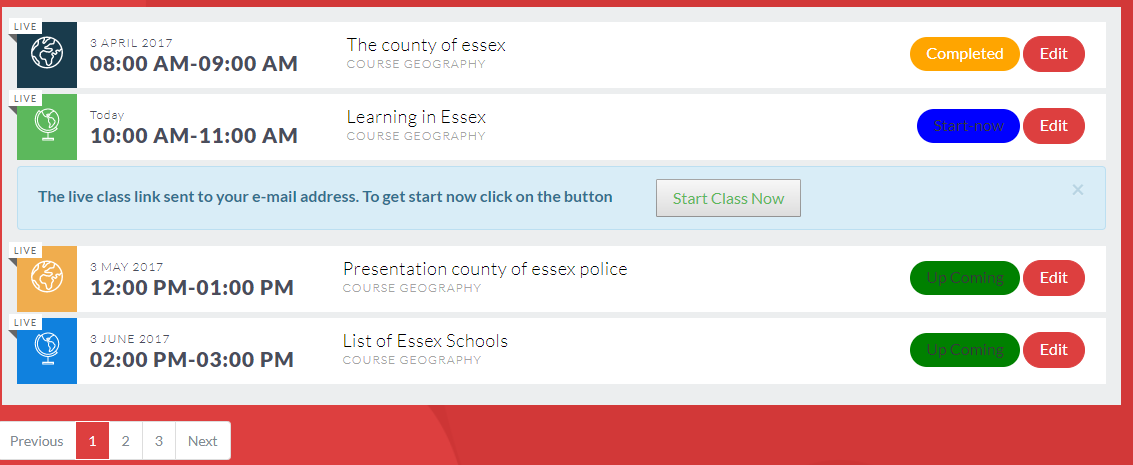 LIVE
3 APRIL 2017
08:00 AM-09:00 AM
The county of essex
COURSE GEOGRAPHY
Completed
Edit
LIVE
Today
10:00 AM-11:00 AM
Learning in Essex
COURSE GEOGRAPHY
Start-now
Edit
The live class link sent to your e-mail address. To get start now click on the button
Start Class Now
×
LIVE
3 MAY 2017
12:00 PM-01:00 PM
Presentation county of essex police
COURSE GEOGRAPHY
Up Coming
Edit
LIVE
3 JUNE 2017
02:00 PM-03:00 PM
List of Essex Schools
COURSE GEOGRAPHY
Up Coming
Edit
Previous 1 2 3 Next